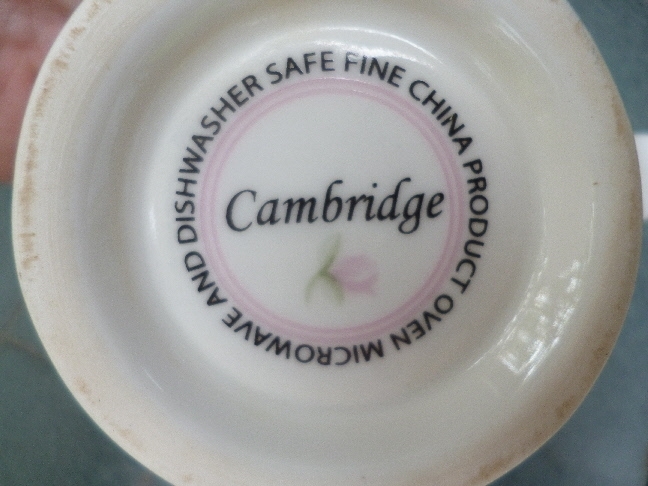 DISHWASHER SAFE FINE CHINA PRODUCT OVEN MICROWAVE AND
Cambridge